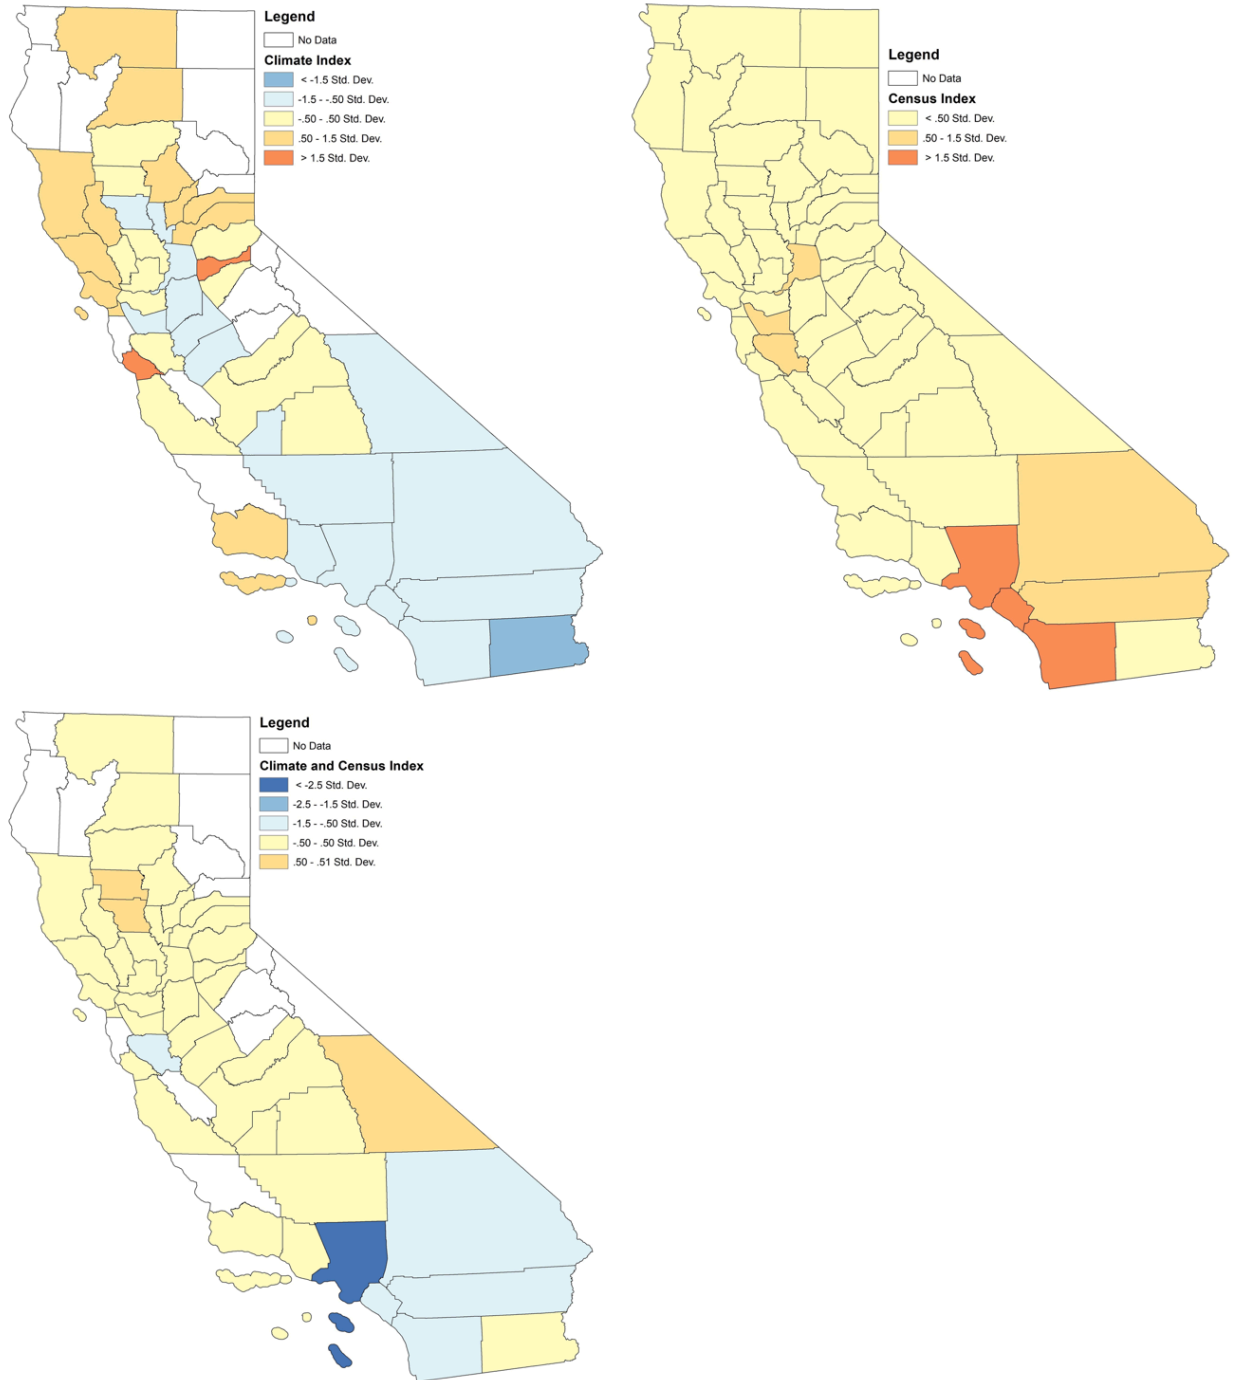 Legend
No Data
Climate Index
< -1.5 Std. Dev.
-1.5 - -.50 Std. Dev.
-.50 - .50 Std. Dev.
.50 - 1.5 Std. Dev.
> 1.5 Std. Dev.
Legend
No Data
Census Index
< .50 Std. Dev.
.50 - 1.5 Std. Dev.
> 1.5 Std. Dev.
Legend
No Data
Climate and Census Index
< -2.5 Std. Dev.
-2.5 - -1.5 Std. Dev.
-1.5 - -.50 Std. Dev.
-.50 - .50 Std. Dev.
.50 - .51 Std. Dev.